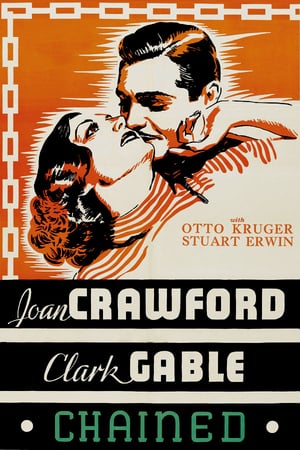 with
OTTO KRUGER
STUART ERWIN
Joan CRAWFORD
Clark GABLE
• CHAINED •